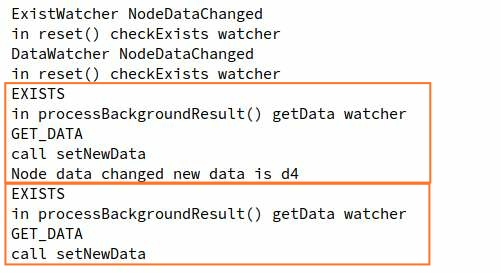 ExistWatcher NodeDataChanged
in reset() checkExists watcher
DataWatcher NodeDataChanged
in reset() checkExists watcher
EXISTS
in processBackgroundResult() getData watcher
GET_DATA
call setNewData
Node data changed new data is d4
EXISTS
in processBackgroundResult() getData watcher
GET_DATA
call setNewData